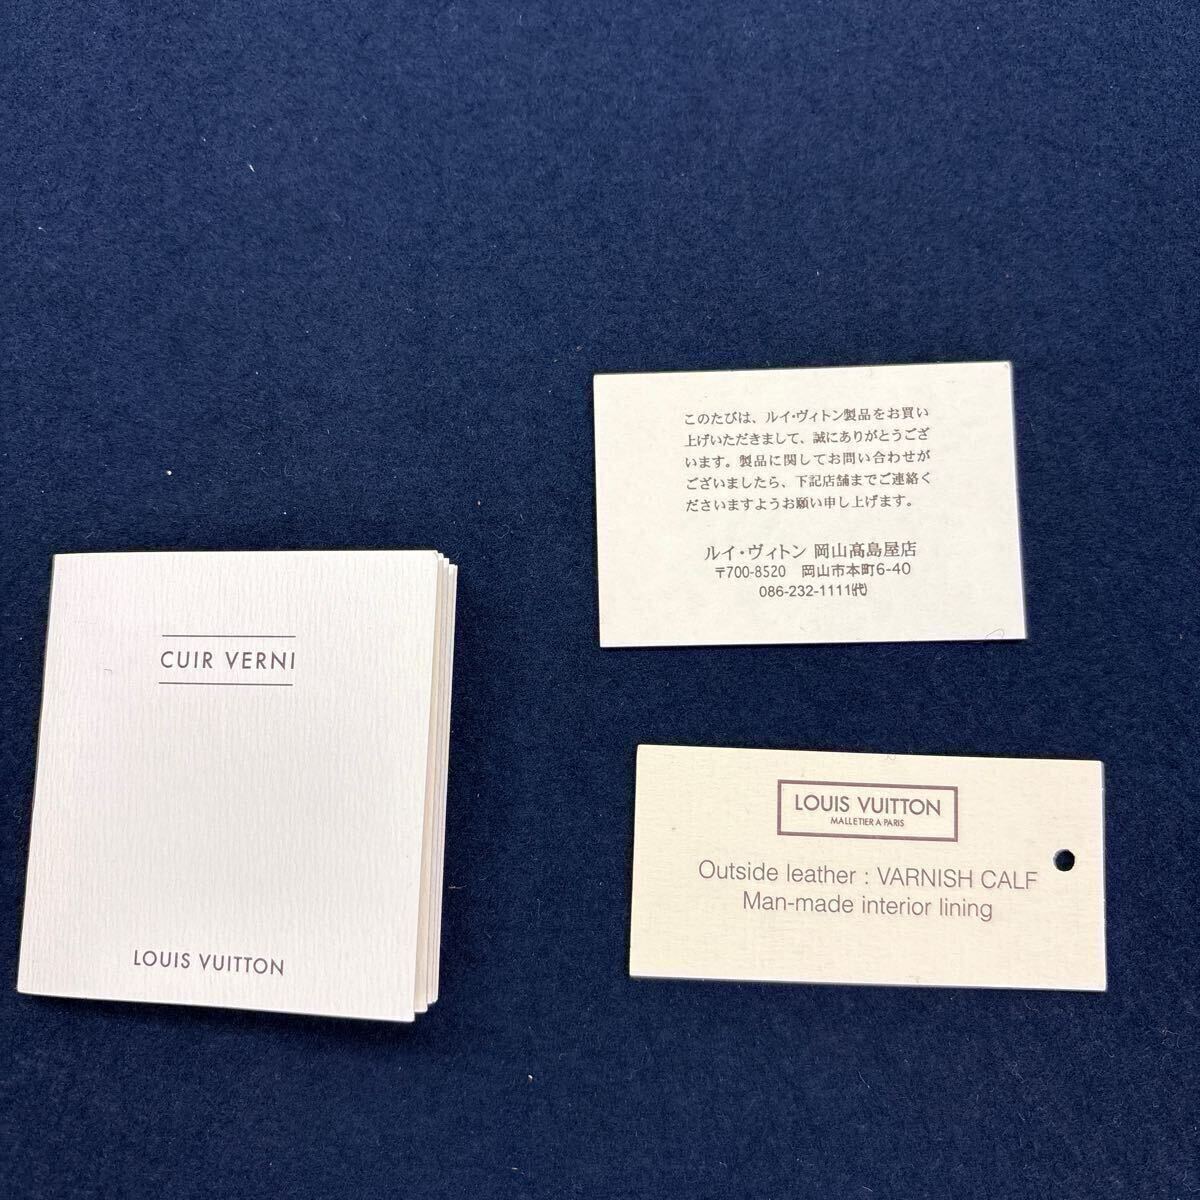 CUIR VERNI
LOUIS VUITTON
このたびは、ルイ・ヴィトン製品をお買い
上げいただきまして、誠にありがとうござ
います。製品に関してお問い合わせが
ございましたら、下記店舗までご連絡く
ださいますようお願い申し上げます。
ルイ・ヴィトン 岡山髙島屋店
〒700-8520 岡山市本町6-40
086-232-1111㈹
LOUIS VUITTON
MALLETIER A PARIS
Outside leather : VARNISH CALF
Man-made interior lining